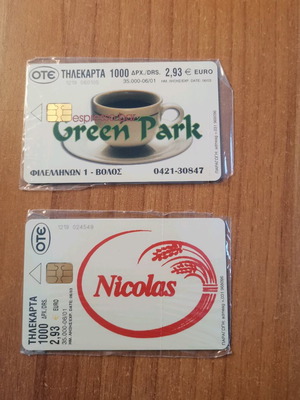 OTE
ΤΗΛΕΚΑΡΤΑ 1000 ΔΡΧ./DRS. 2,93 € EURO
35.000-06/01
espresso
Green Park
ΦΙΛΕΛΛΗΝΩΝ 1 - ΒΟΛΟΣ 0421-30847
OTE
ΤΗΛΕΚΑΡΤΑ
1000 ΔΡΧ./DRS.
2,93 € EURO
35.000-06/01
Nicolas